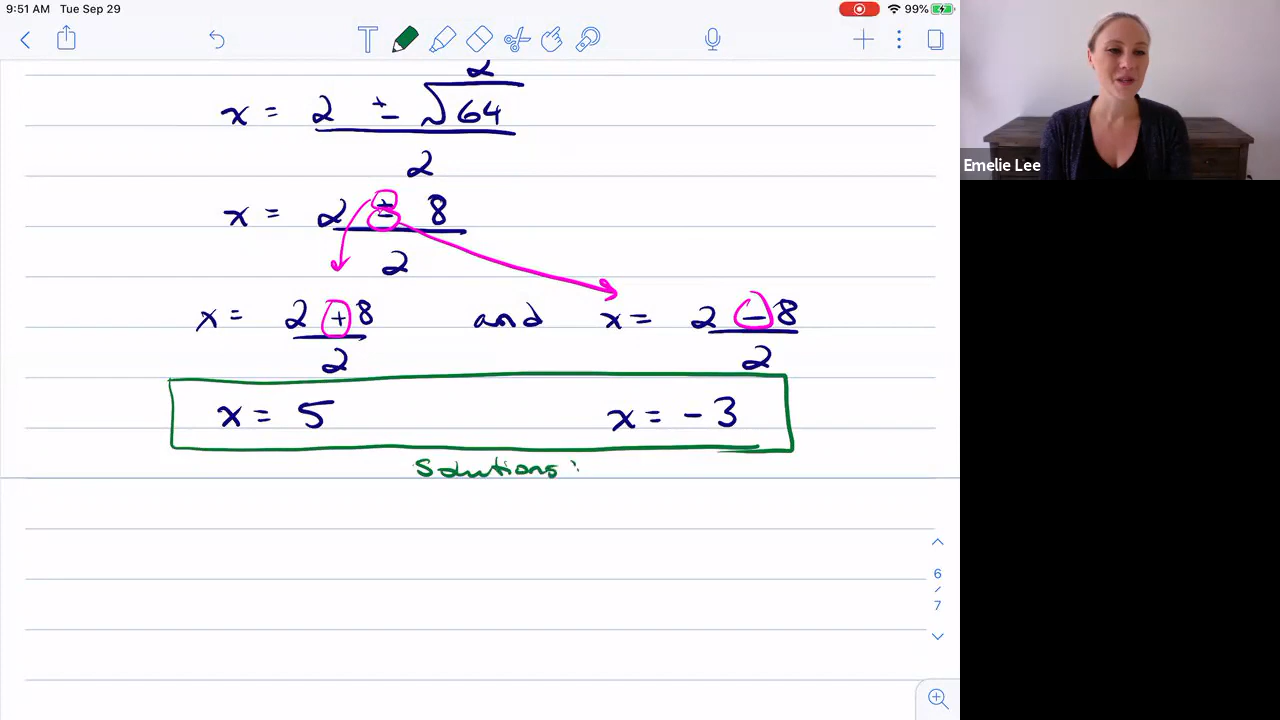 9:51 AM Tue Sep 29
99%
T
2
x = 2 ± √64
2
x = 2 ± 8
2
x = 2 + 8 and x = 2 - 8
2 2
x = 5 x = -3
Solutions:
6
/
7
Emelie Lee